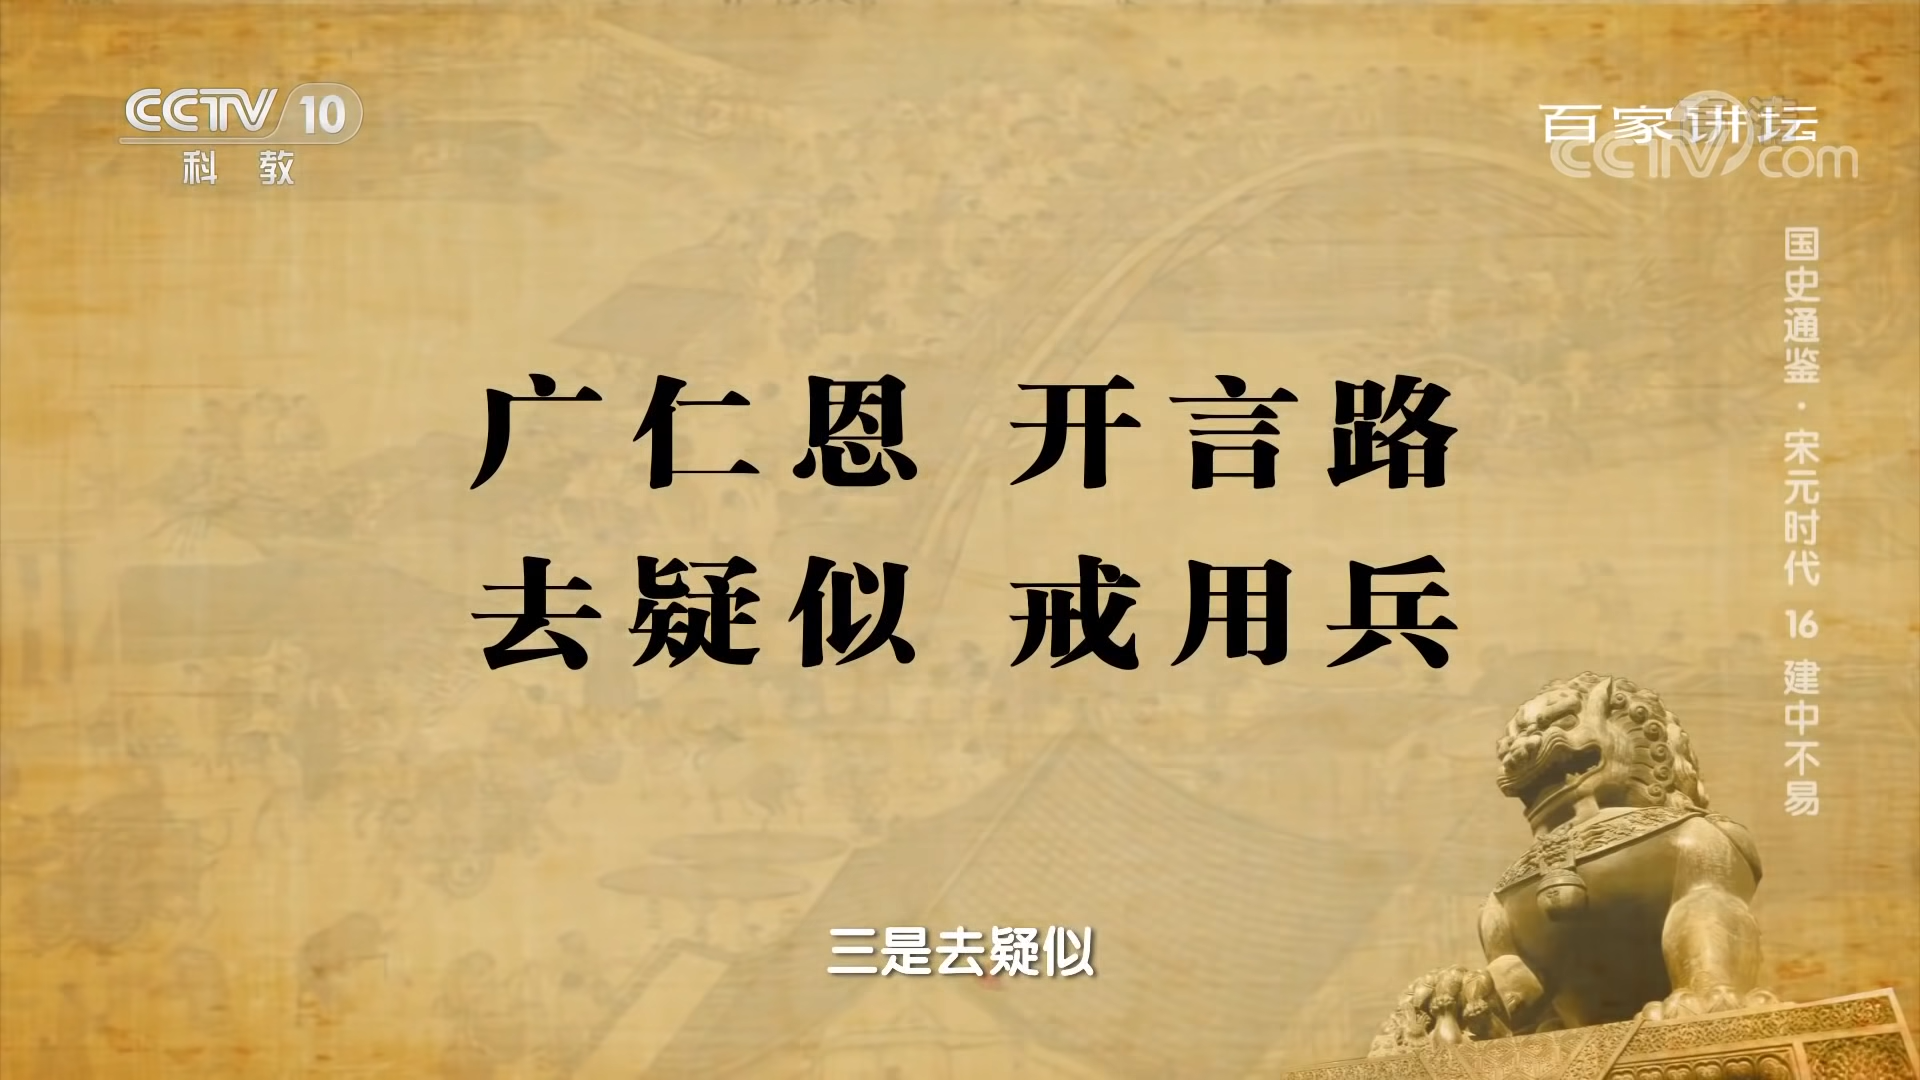 CCTV 10
科 教
百家讲坛
CCTV.com
国史通鉴·宋元时代 16 建中不易
广仁恩 开言路
去疑似 戒用兵
三是去疑似